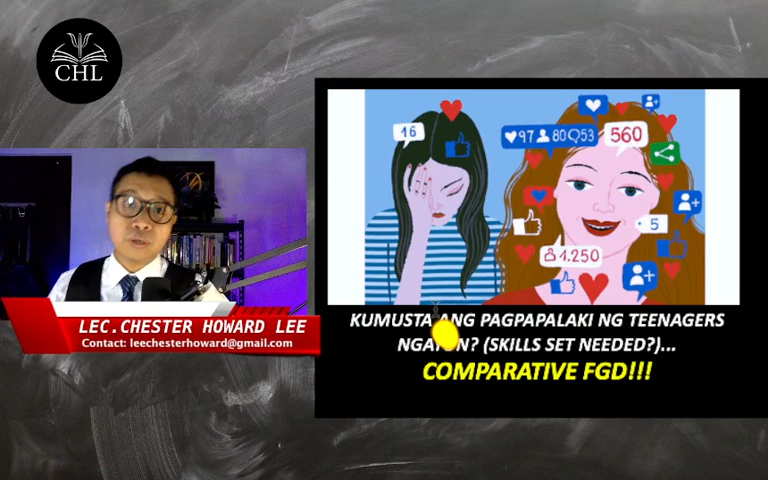 CHL
16
97 80 53
560
5
1.250
LEC.CHESTER HOWARD LEE
Contact: leechesterhoward@gmail.com
KUMUSTA ANG PAGPAPALAKI NG TEENAGERS
(SKILLS SET NEEDED?)...
COMPARATIVE FGD!!!